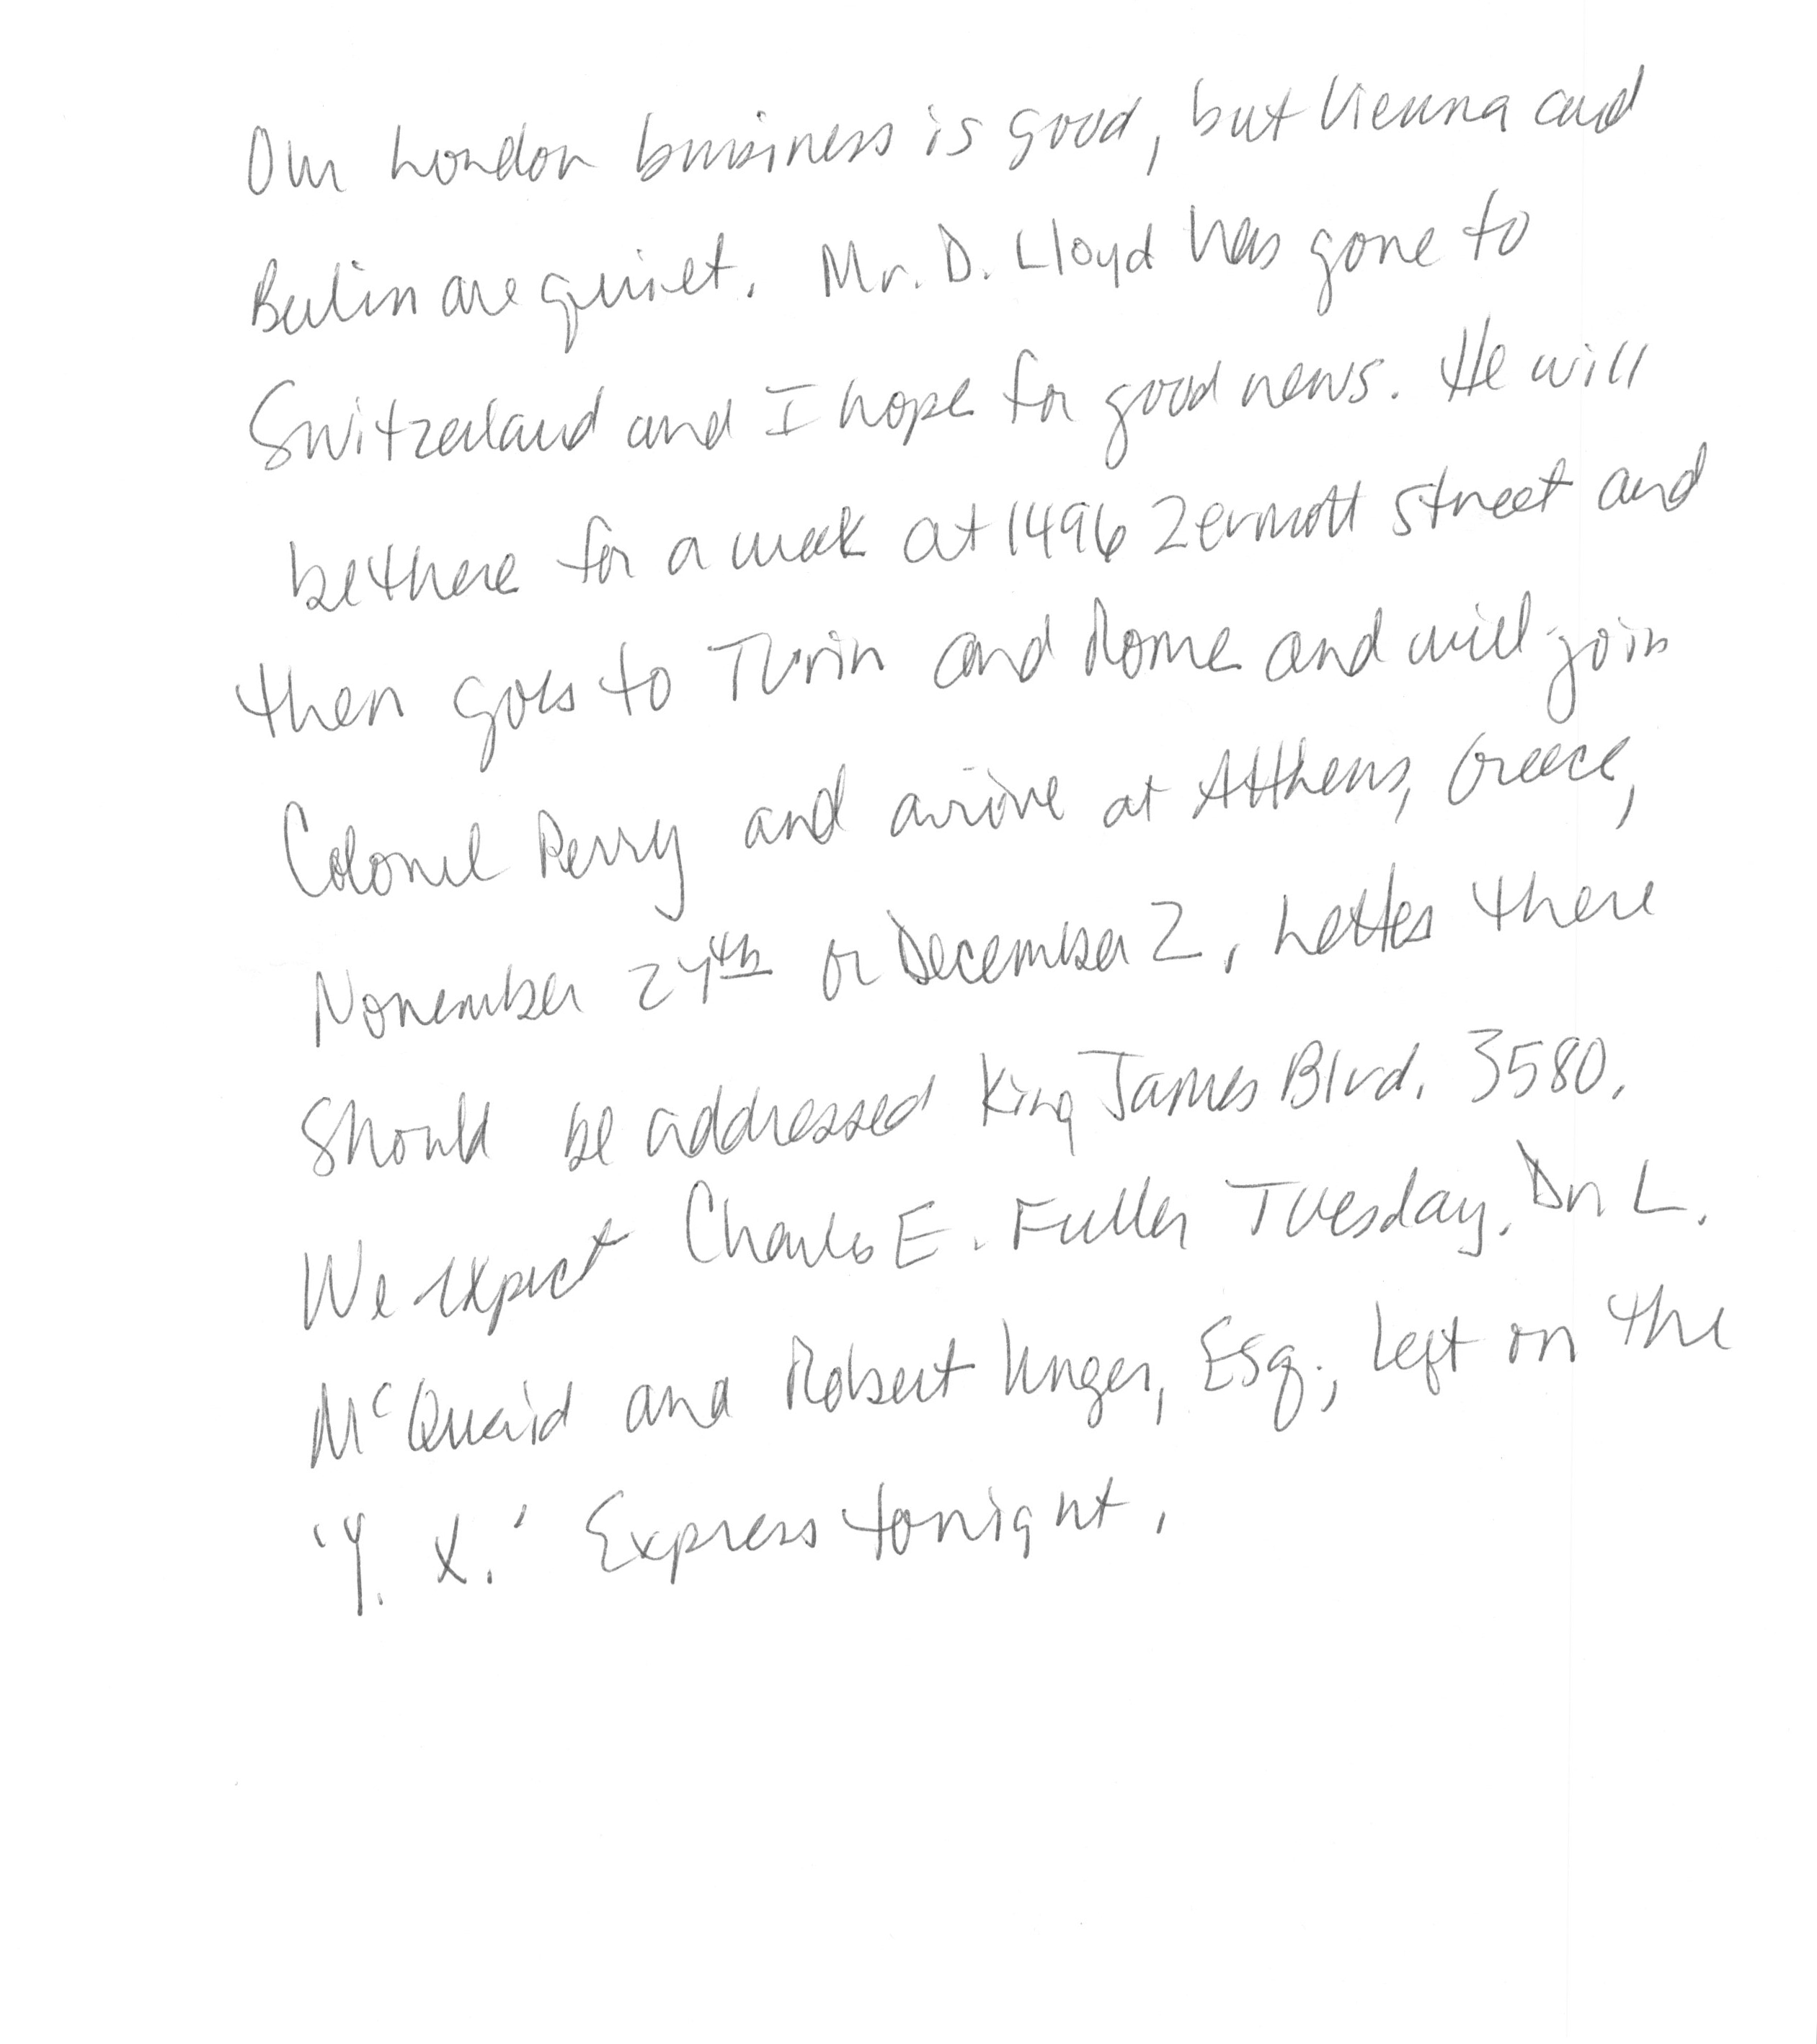 Our London business is good, but Vienna and
Berlin are quiet. Mr. D. Lloyd has gone to
Switzerland and I hope for good news. He will
be there for a week at 1496 Zermott Street and
then goes to Turin and Rome and will join
Colonel Perry and arrive at Athens, Greece,
November 27th or December 2. Letters there
should be addressed King James Blvd. 3580.
We expect Charles E. Fuller Tuesday. Dr. L.
McQuaid and Robert Unger, Esq., left on the
'Y. X.' Express tonight.